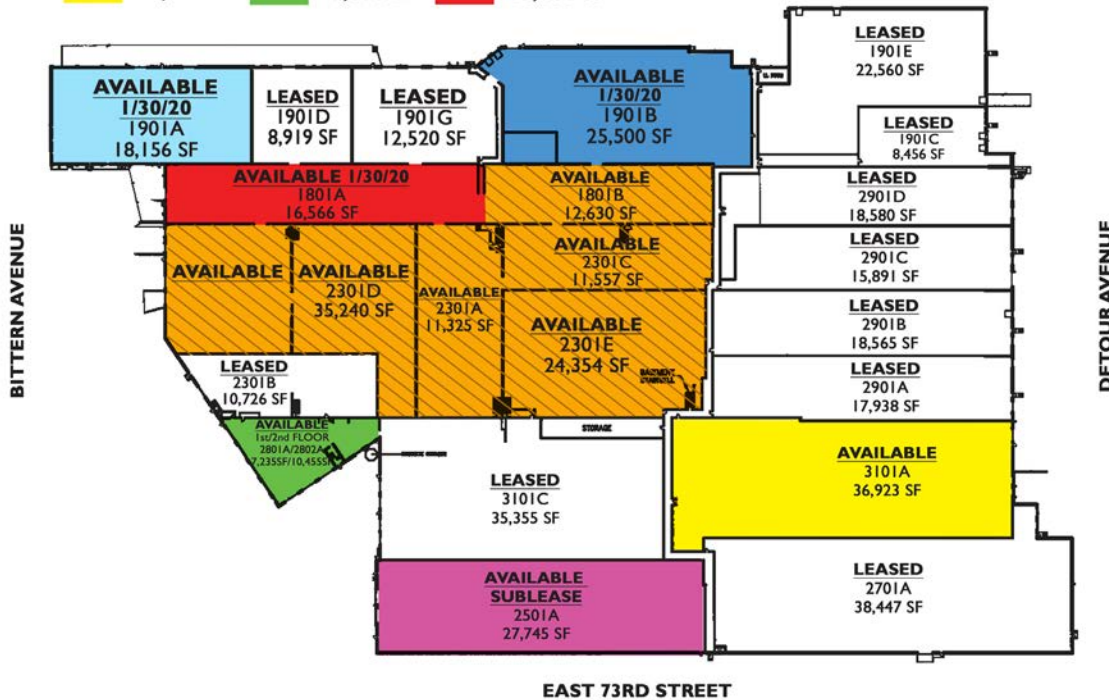 AVAILABLE
1/30/20
1901A
18,156 SF
LEASED
1901D
8,919 SF
LEASED
1901G
12,520 SF
AVAILABLE
1/30/20
1901B
25,500 SF
LEASED
1901E
22,560 SF
LEASED
1901C
8,456 SF
AVAILABLE 1/30/20
1801A
16,566 SF
AVAILABLE
1801B
12,630 SF
LEASED
2901D
18,580 SF
AVAILABLE
AVAILABLE
2301D
35,240 SF
AVAILABLE
2301A
11,325 SF
AVAILABLE
2301C
11,557 SF
LEASED
2901C
15,891 SF
AVAILABLE
2301E
24,354 SF
LEASED
2901B
18,565 SF
LEASED
2301B
10,726 SF
LEASED
2901A
17,938 SF
AVAILABLE
1st/2nd FLOOR
2801A/2802A
7,235SF/10,455SF
STORAGE
LEASED
3101C
35,355 SF
AVAILABLE
3101A
36,923 SF
AVAILABLE
SUBLEASE
2501A
27,745 SF
LEASED
2701A
38,447 SF
BITTERN AVENUE
DETOUR AVENUE
EAST 73RD STREET